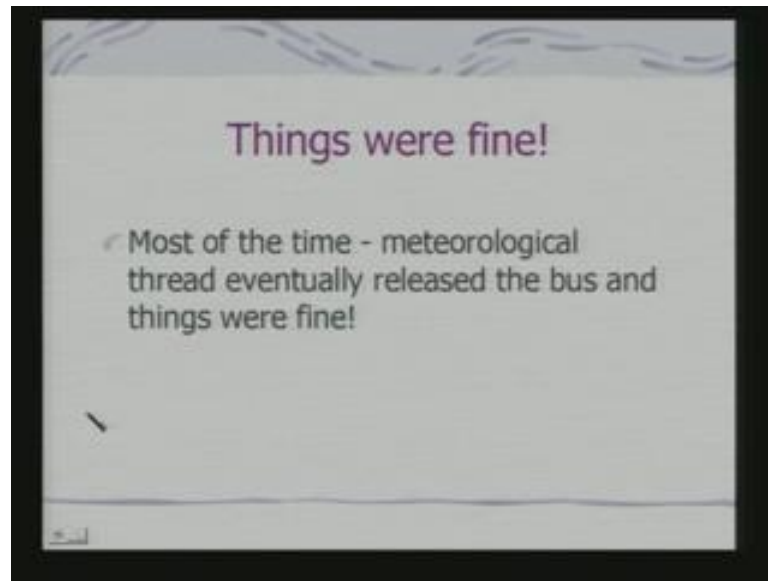 Things were fine!
Most of the time - meteorological
thread eventually released the bus and
things were fine!